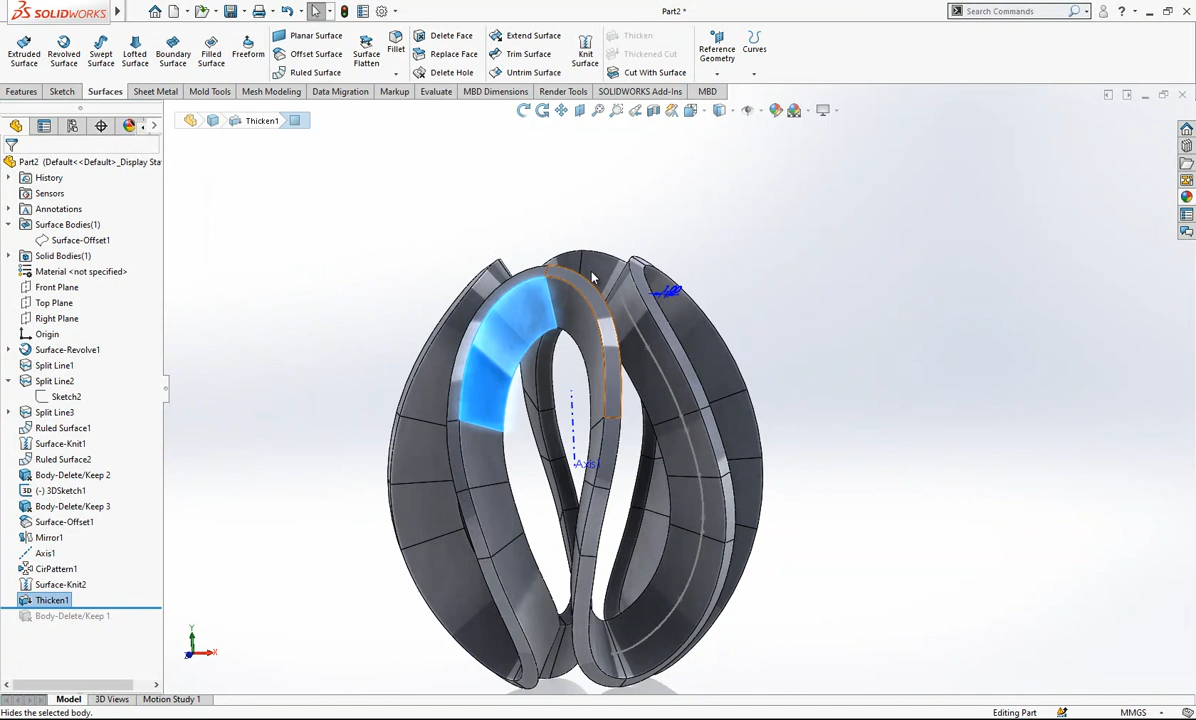 SOLIDWORKS
Part2 *
Search Commands
Extruded Surface
Revolved Surface
Swept Surface
Lofted Surface
Boundary Surface
Filled Surface
Freeform
Planar Surface
Offset Surface
Ruled Surface
Surface Flatten
Fillet
Delete Face
Replace Face
Delete Hole
Extend Surface
Trim Surface
Untrim Surface
Knit Surface
Thicken
Thickened Cut
Cut With Surface
Reference Geometry
Curves
Features
Sketch
Surfaces
Sheet Metal
Mold Tools
Mesh Modeling
Data Migration
Markup
Evaluate
MBD Dimensions
Render Tools
SOLIDWORKS Add-Ins
MBD
Thicken1
Part2 (Default<<Default>_Display Sta
History
Sensors
Annotations
Surface Bodies(1)
Surface-Offset1
Solid Bodies(1)
Material <not specified>
Front Plane
Top Plane
Right Plane
Origin
Surface-Revolve1
Split Line1
Split Line2
Sketch2
Split Line3
Ruled Surface1
Surface-Knit1
Ruled Surface2
Body-Delete/Keep 2
(-) 3DSketch1
Body-Delete/Keep 3
Surface-Offset1
Mirror1
Axis1
CirPattern1
Surface-Knit2
Thicken1
Body-Delete/Keep 1
Y
X
Model
3D Views
Motion Study 1
Hides the selected body.
Editing Part
MMGS